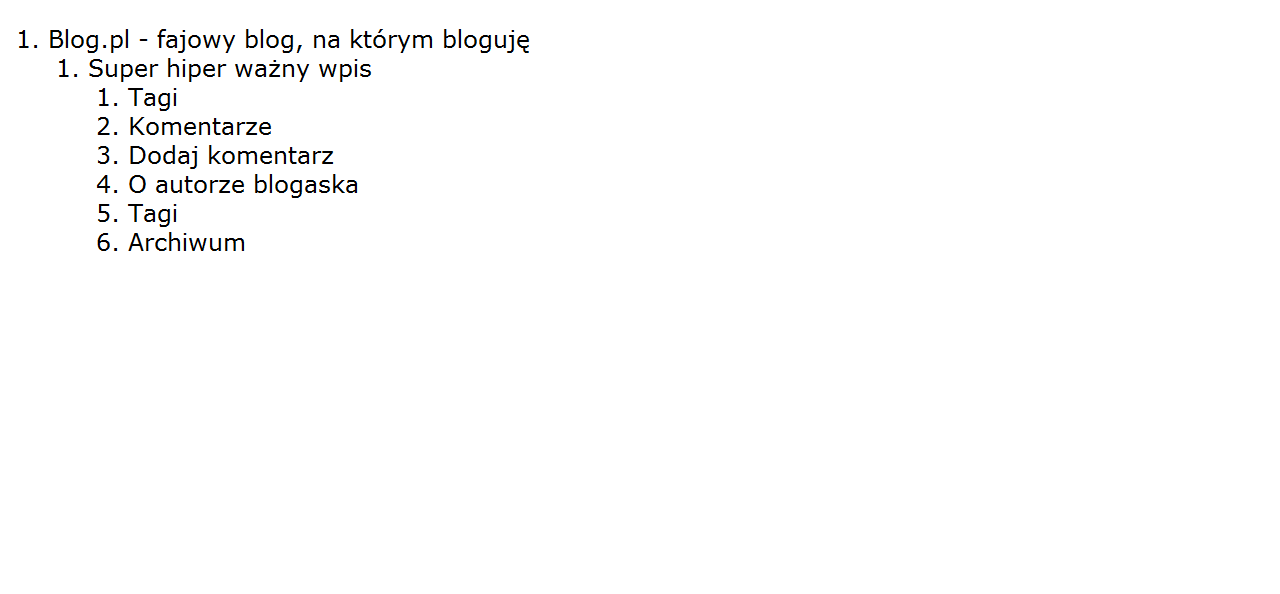 1. Blog.pl - fajowy blog, na którym bloguję
1. Super hiper ważny wpis
1. Tagi
2. Komentarze
3. Dodaj komentarz
4. O autorze blogaska
5. Tagi
6. Archiwum